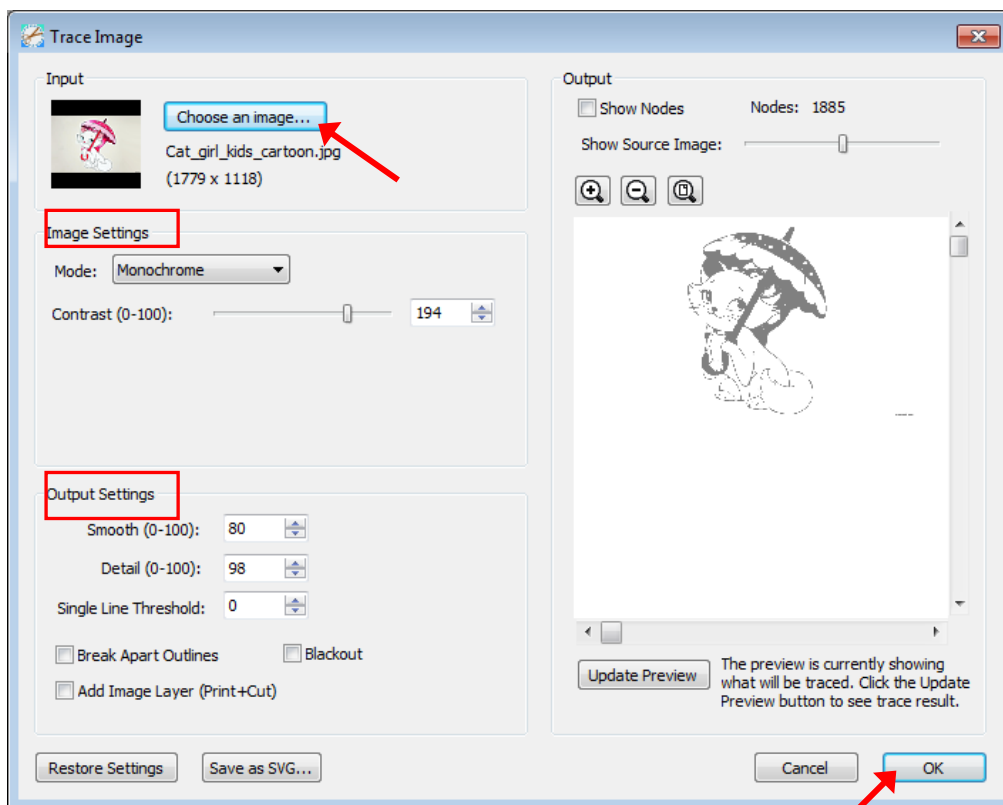 Trace Image
Input
Choose an image...
Cat_girl_kids_cartoon.jpg
(1779 x 1118)
Image Settings
Mode: Monochrome
Contrast (0-100): 194
Output Settings
Smooth (0-100): 80
Detail (0-100): 98
Single Line Threshold: 0
Break Apart Outlines Blackout
Add Image Layer (Print+Cut)
Restore Settings Save as SVG...
Output
Show Nodes Nodes: 1885
Show Source Image:
Update Preview
The preview is currently showing
what will be traced. Click the Update
Preview button to see trace result.
Cancel OK